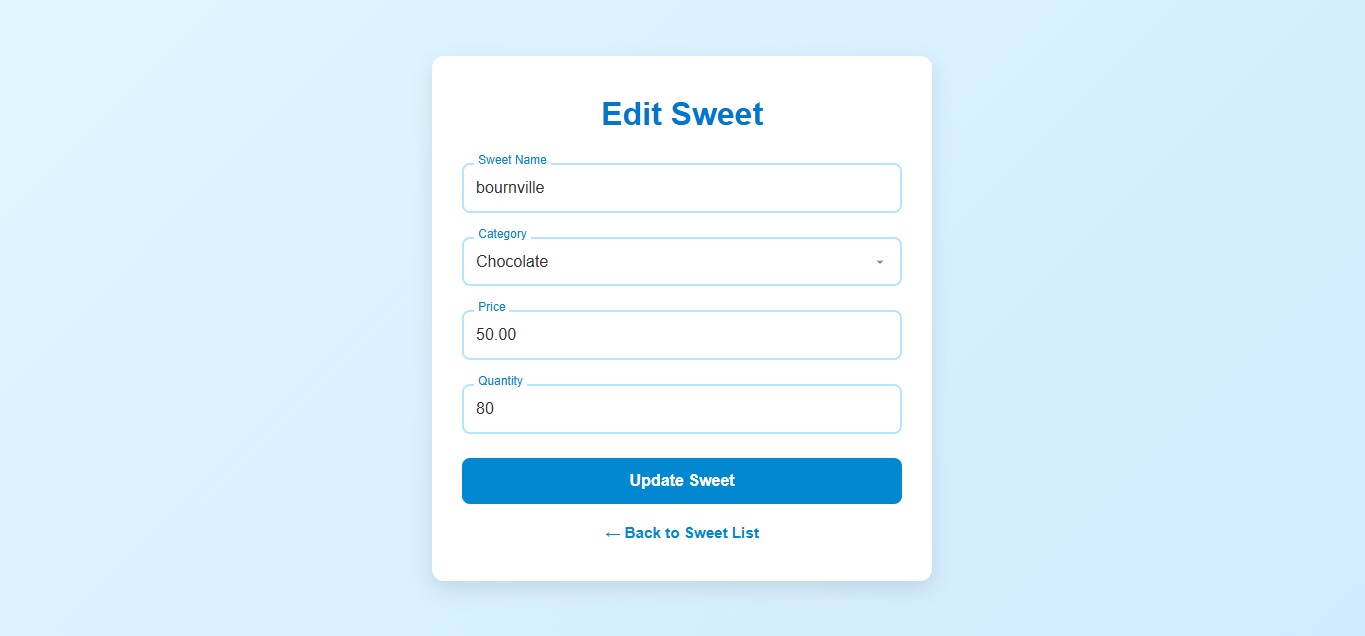 Edit Sweet
Sweet Name
bournville
Category
Chocolate
Price
50.00
Quantity
80
Update Sweet
← Back to Sweet List